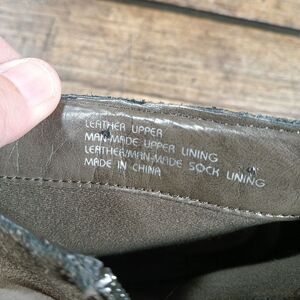 LEATHER UPPER
MAN-MADE UPPER LINING
LEATHER/MAN-MADE SOCK LINING
MADE IN CHINA